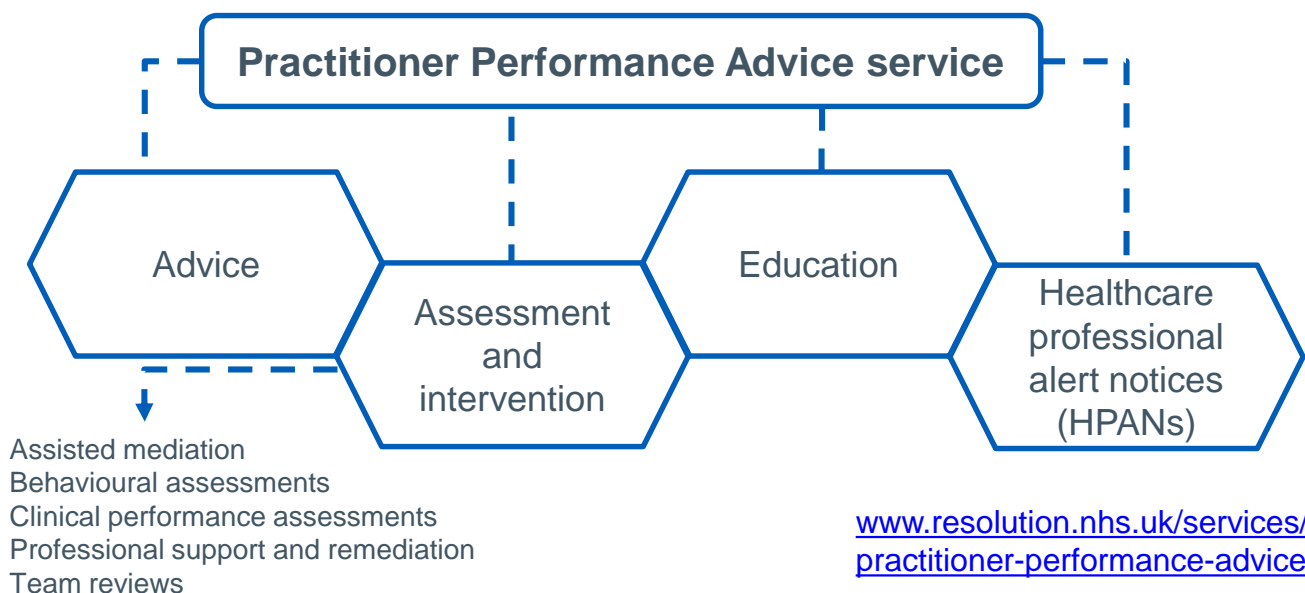 Practitioner Performance Advice service
Advice
Assessment
and
intervention
Education
Healthcare
professional
alert notices
(HPANs)
Assisted mediation
Behavioural assessments
Clinical performance assessments
Professional support and remediation
Team reviews
www.resolution.nhs.uk/services/
practitioner-performance-advice